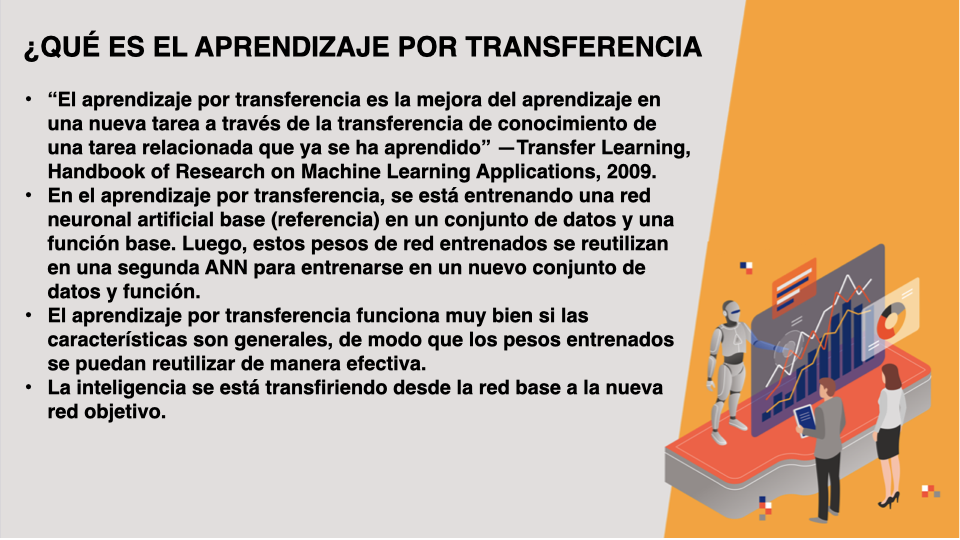 ¿QUÉ ES EL APRENDIZAJE POR TRANSFERENCIA
• “El aprendizaje por transferencia es la mejora del aprendizaje en
una nueva tarea a través de la transferencia de conocimiento de
una tarea relacionada que ya se ha aprendido” —Transfer Learning,
Handbook of Research on Machine Learning Applications, 2009.
• En el aprendizaje por transferencia, se está entrenando una red
neuronal artificial base (referencia) en un conjunto de datos y una
función base. Luego, estos pesos de red entrenados se reutilizan
en una segunda ANN para entrenarse en un nuevo conjunto de
datos y función.
• El aprendizaje por transferencia funciona muy bien si las
características son generales, de modo que los pesos entrenados
se puedan reutilizar de manera efectiva.
• La inteligencia se está transfiriendo desde la red base a la nueva
red objetivo.